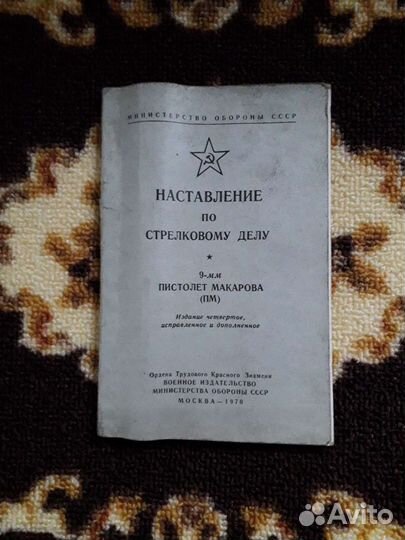 МИНИСТЕРСТВО ОБОРОНЫ СССР
НАСТАВЛЕНИЕ
ПО
СТРЕЛКОВОМУ ДЕЛУ
9-мм
ПИСТОЛЕТ МАКАРОВА
(ПМ)
Издание четвертое,
исправленное и дополненное
Ордена Трудового Красного Знамени
ВОЕННОЕ ИЗДАТЕЛЬСТВО
МИНИСТЕРСТВА ОБОРОНЫ СССР
МОСКВА—1970
Avito